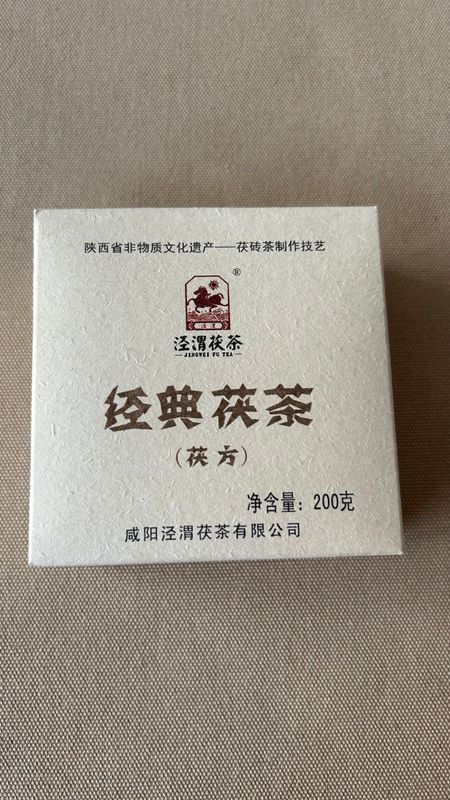 陕西省非物质文化遗产——茯砖茶制作技艺
®
泾渭
泾渭茯茶
—JINGWEI FU TEA—
经典茯茶
(茯方)
净含量：200克
咸阳泾渭茯茶有限公司